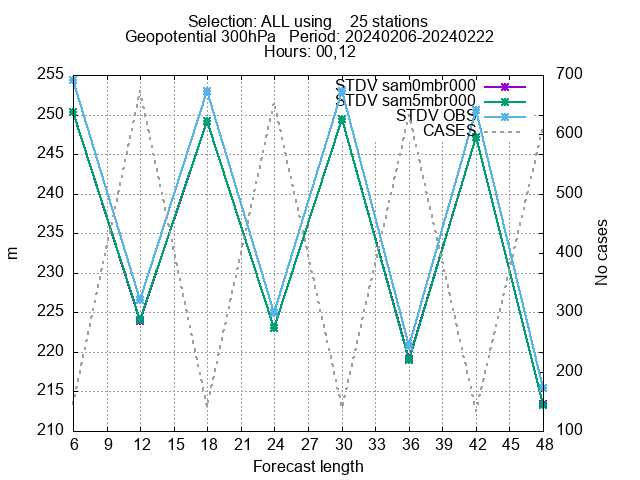 Selection: ALL using    25 stations
Geopotential 300hPa   Period: 20240206-20240222
Hours: 00,12
255
250
245
240
235
230
225
220
215
210
m
STDV sam0mbr000
STDV sam5mbr000
STDV OBS
CASES
700
600
500
400
300
200
100
No cases
6 9 12 15 18 21 24 27 30 33 36 39 42 45 48
Forecast length